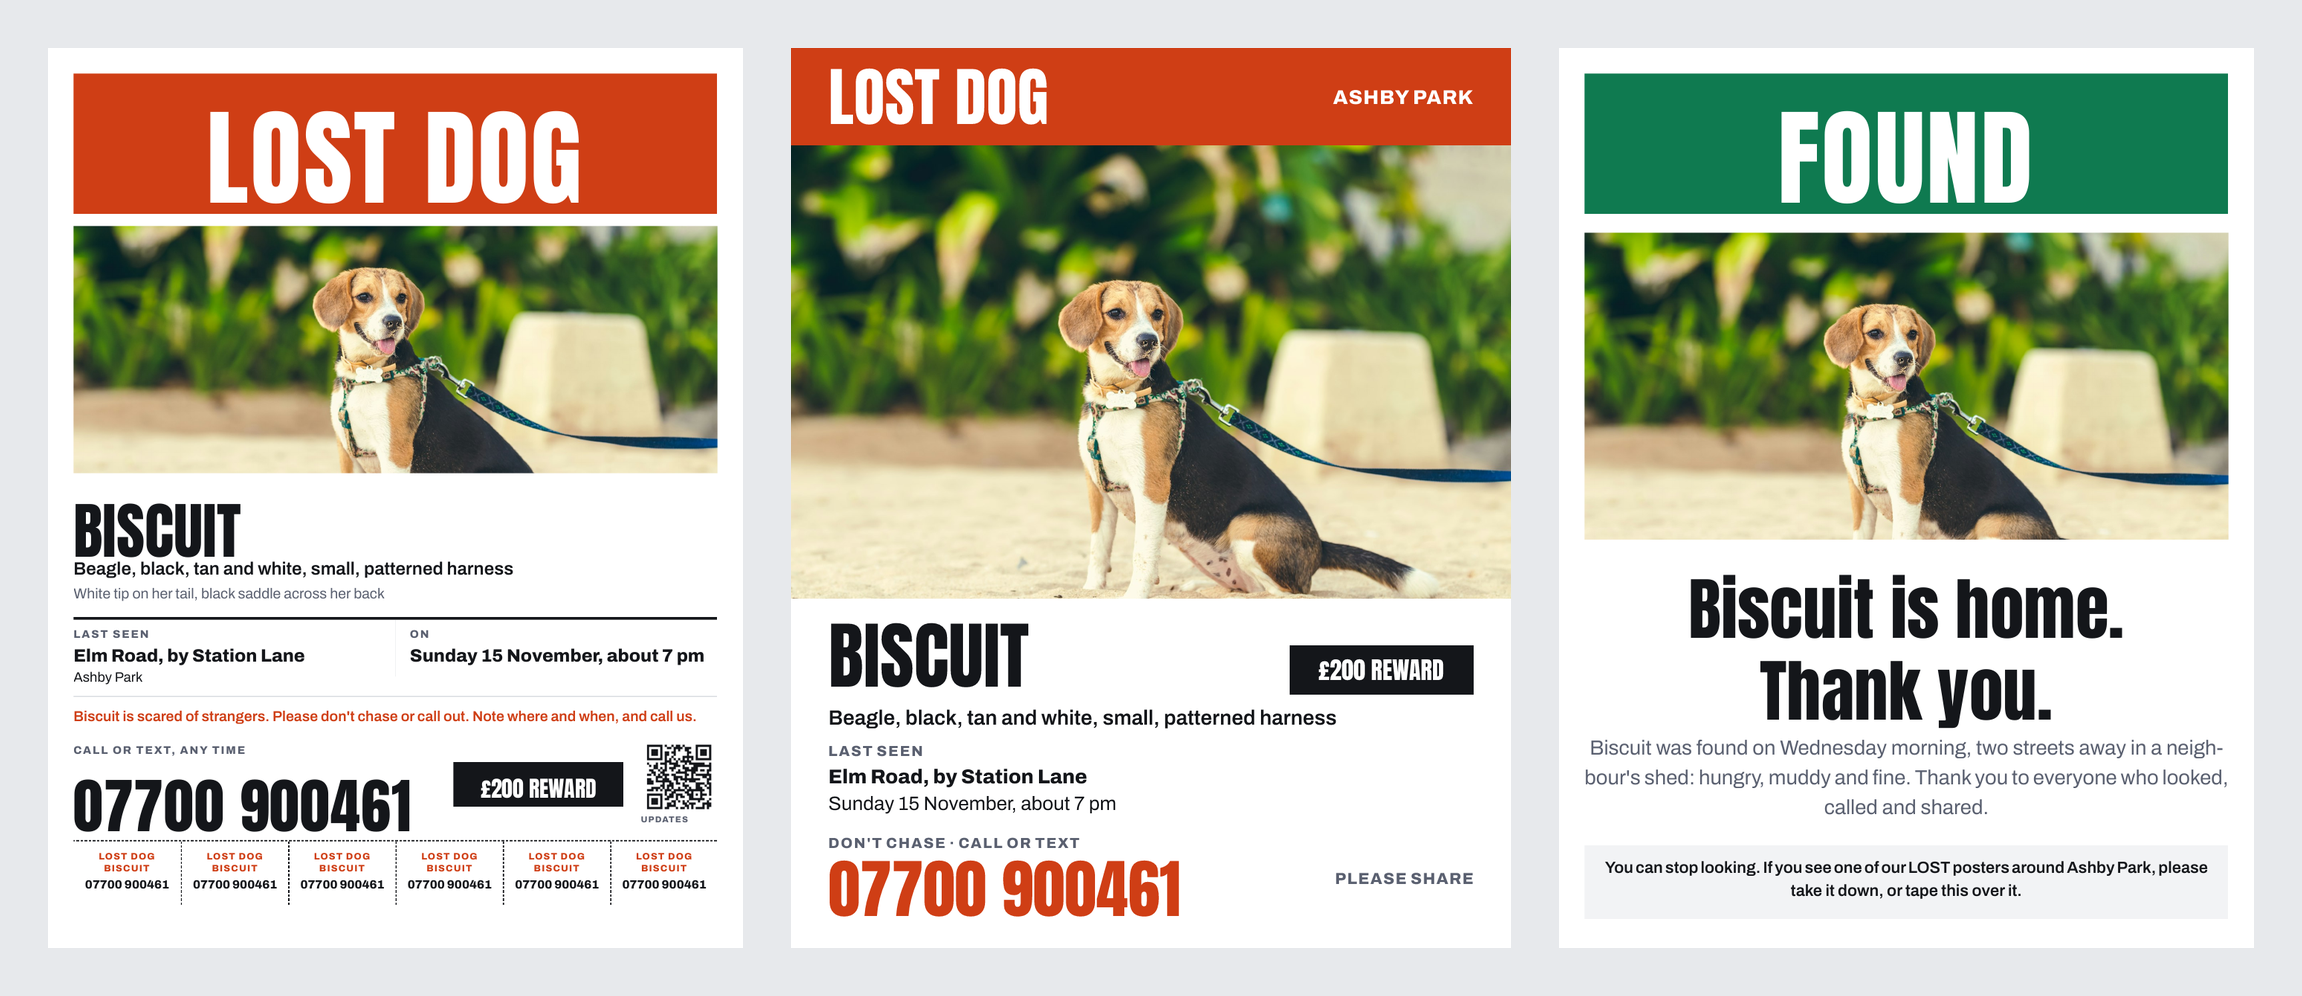 LOST DOG
BISCUIT
Beagle, black, tan and white, small, patterned harness
White tip on her tail, black saddle across her back
LAST SEEN
Elm Road, by Station Lane
Ashby Park
ON
Sunday 15 November, about 7 pm
Biscuit is scared of strangers. Please don't chase or call out. Note where and when, and call us.
CALL OR TEXT, ANY TIME
07700 900461
£200 REWARD
UPDATES
LOST DOG
BISCUIT
07700 900461
LOST DOG
BISCUIT
07700 900461
LOST DOG
BISCUIT
07700 900461
LOST DOG
BISCUIT
07700 900461
LOST DOG
BISCUIT
07700 900461
LOST DOG
BISCUIT
07700 900461
LOST DOG
ASHBY PARK
BISCUIT
£200 REWARD
Beagle, black, tan and white, small, patterned harness
LAST SEEN
Elm Road, by Station Lane
Sunday 15 November, about 7 pm
DON'T CHASE · CALL OR TEXT
07700 900461
PLEASE SHARE
FOUND
Biscuit is home.
Thank you.
Biscuit was found on Wednesday morning, two streets away in a neigh-
bour's shed: hungry, muddy and fine. Thank you to everyone who looked,
called and shared.
You can stop looking. If you see one of our LOST posters around Ashby Park, please
take it down, or tape this over it.